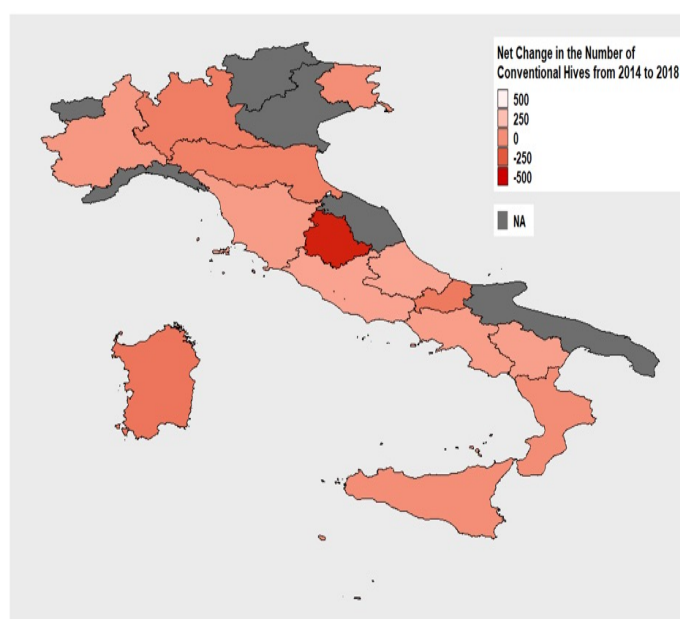 Net Change in the Number of
Conventional Hives from 2014 to 2018
500
250
0
-250
-500
NA